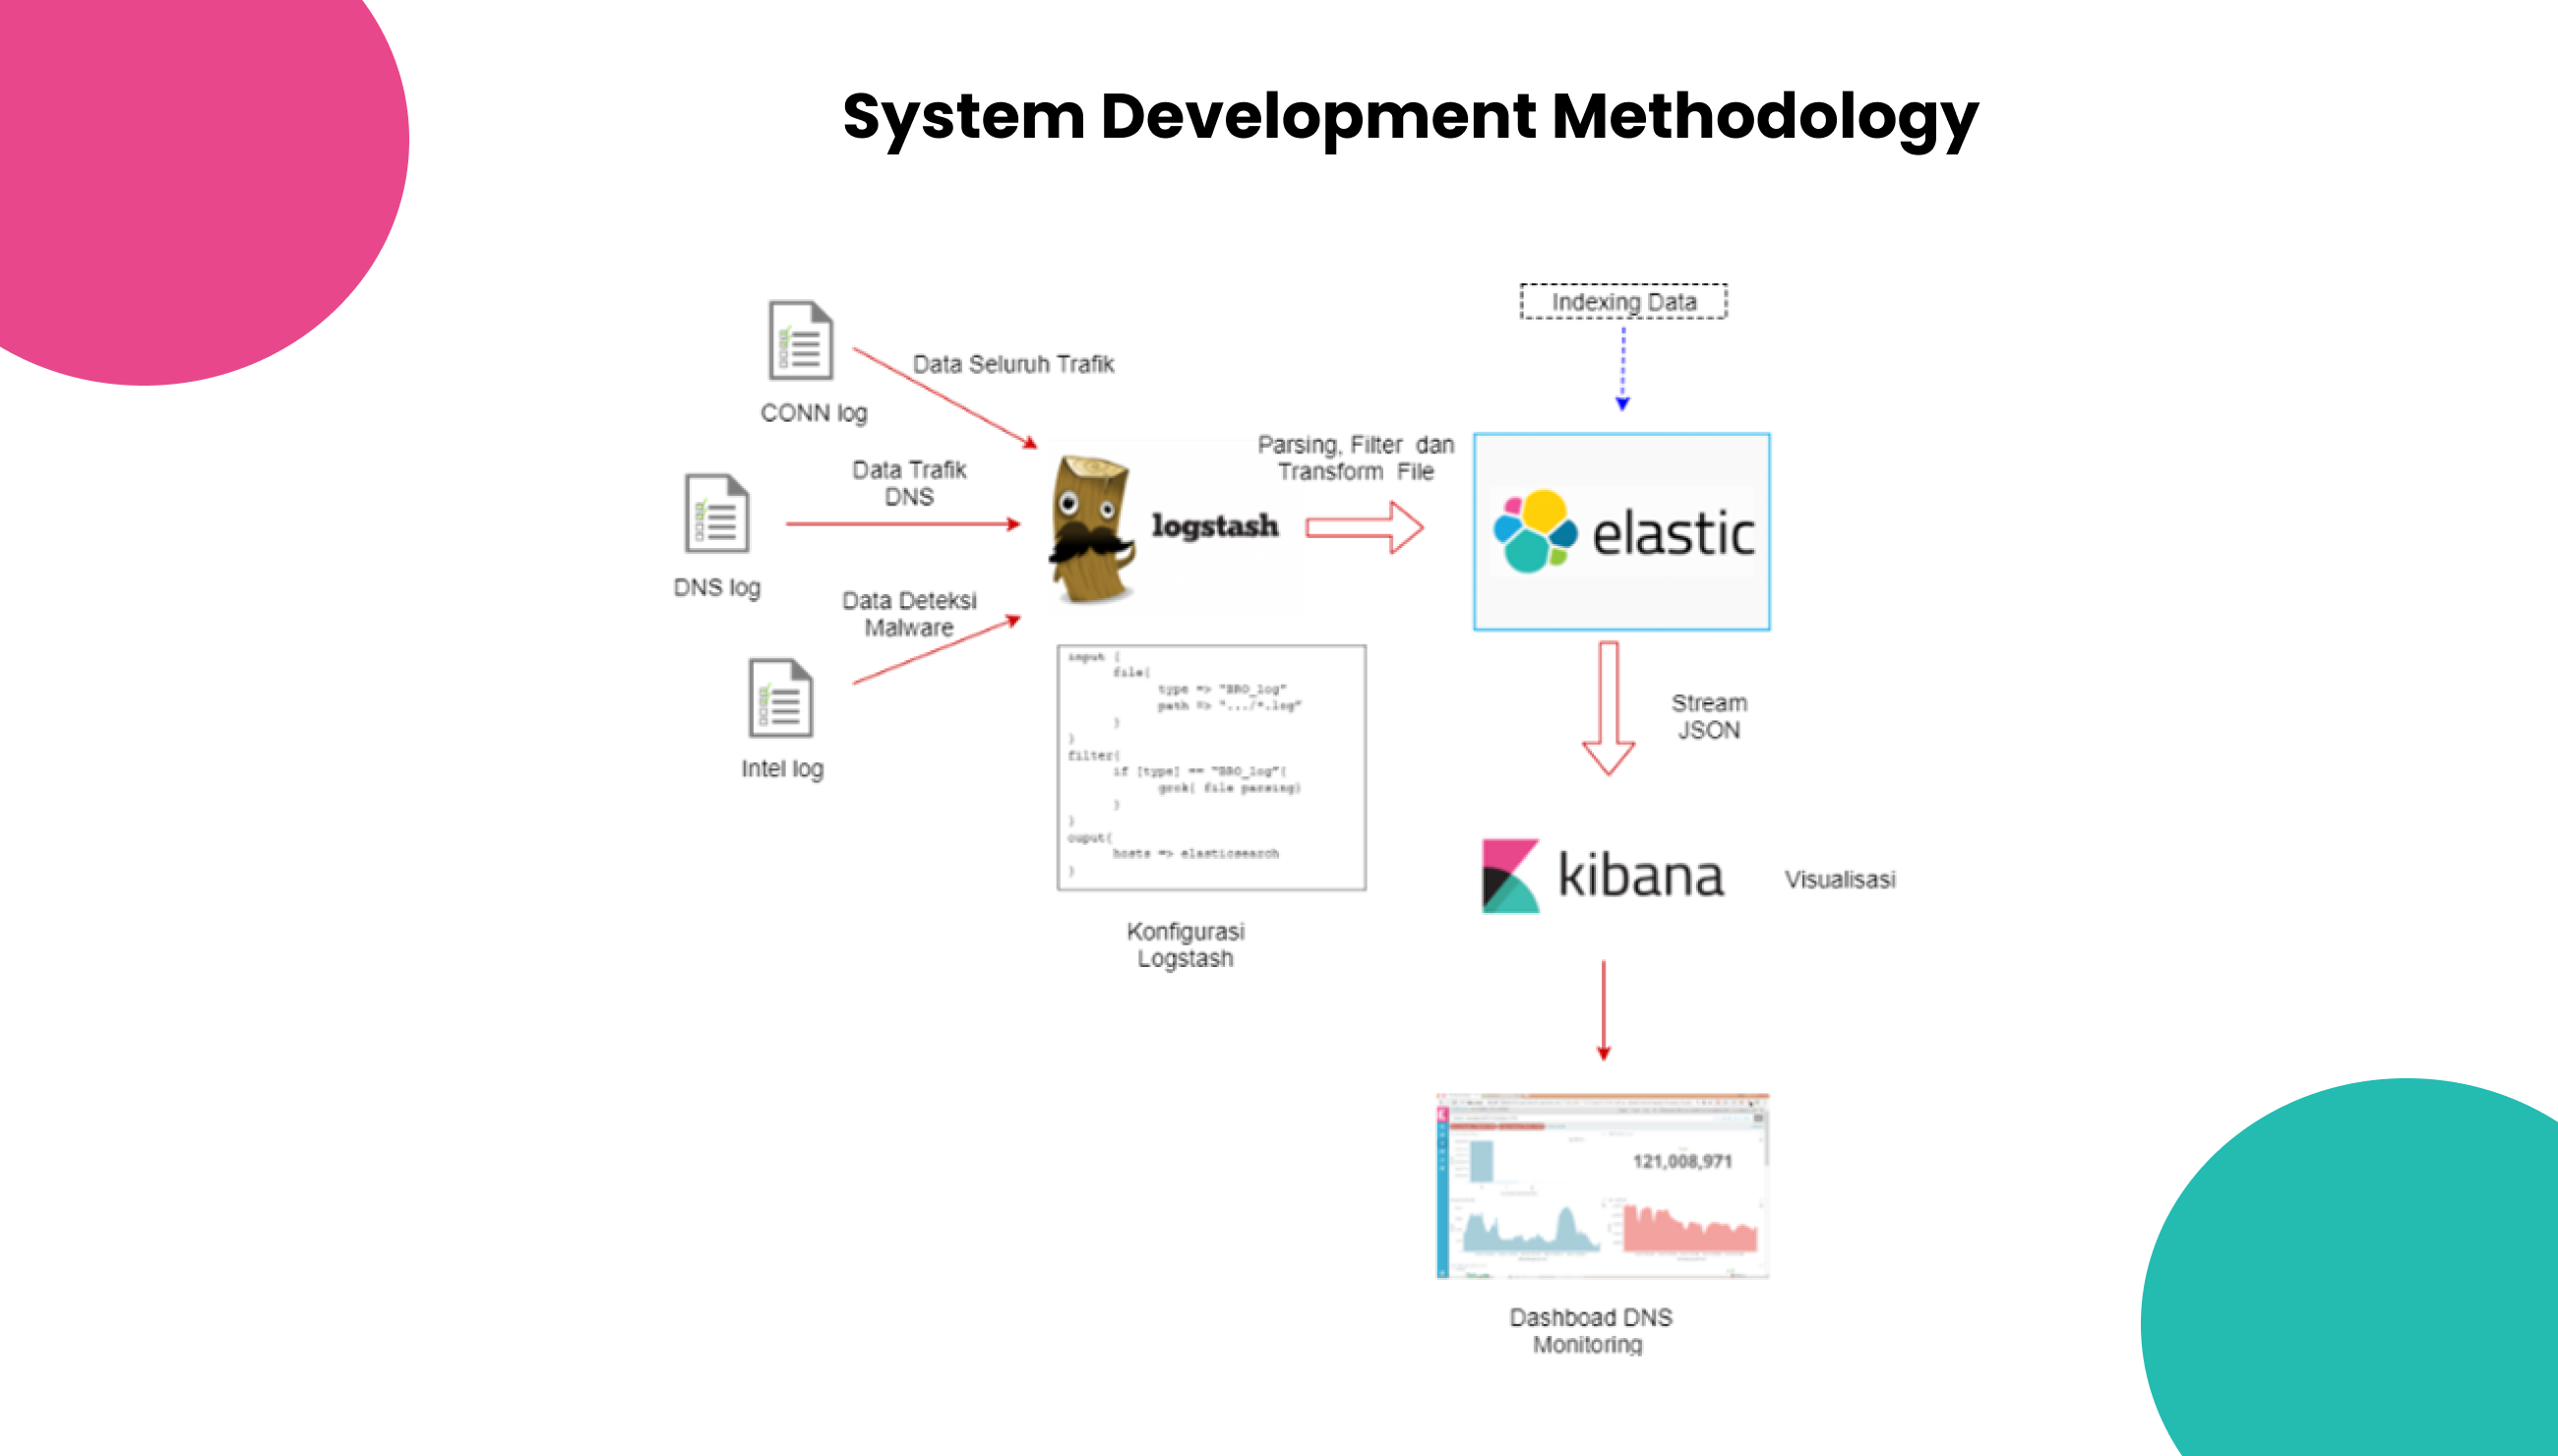 System Development Methodology
Indexing Data
Data Seluruh Trafik
CONN log
Parsing, Filter dan
Transform File
Data Trafik
DNS
logstash
elastic
DNS log
Data Deteksi
Malware
Intel log
input {
file{
type => "BRO_log"
path => ".../*.log"
}
}
filter{
if [type] == "BRO_log"{
grok{ file parsing}
}
}
ouput{
hosts => elasticsearch
}
Konfigurasi
Logstash
Stream
JSON
kibana
Visualisasi
121,008,971
Dashboad DNS
Monitoring